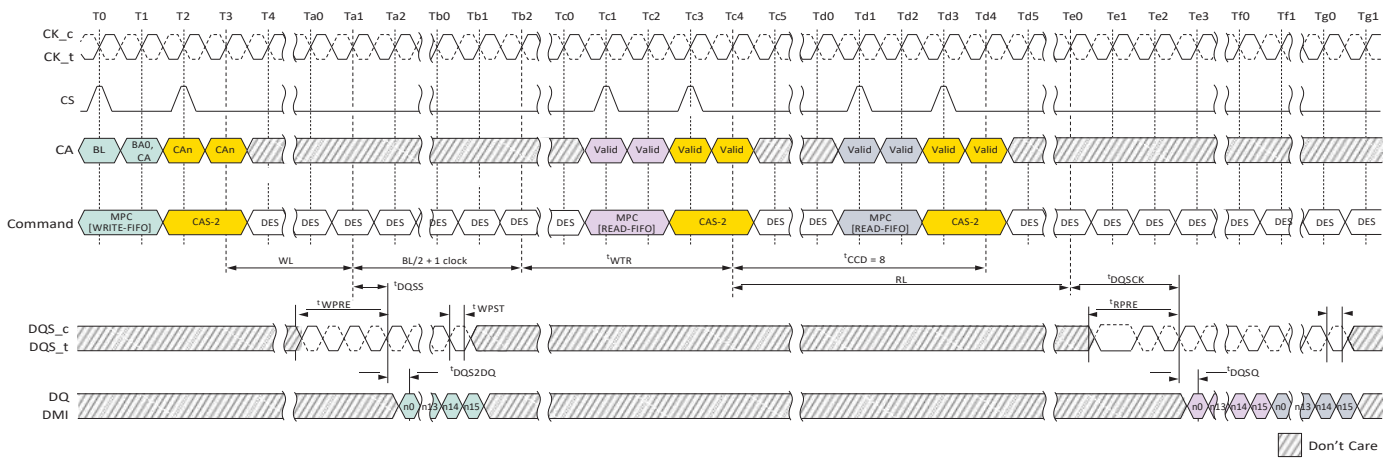 T0 T1 T2 T3 T4 Ta0 Ta1 Ta2 Tb0 Tb1 Tb2 Tc0 Tc1 Tc2 Tc3 Tc4 Tc5 Td0 Td1 Td2 Td3 Td4 Td5 Te0 Te1 Te2 Te3 Tf0 Tf1 Tg0 Tg1
CK_c
CK_t
CS
CA BL BA0, CA CAn CAn Valid Valid Valid Valid Valid Valid Valid Valid
Command MPC [WRITE-FIFO] CAS-2 DES DES DES DES DES DES DES DES MPC [READ-FIFO] CAS-2 DES DES MPC [READ-FIFO] CAS-2 DES DES DES DES DES DES DES DES DES
WL BL/2 + 1 clock tWTR tCCD = 8
tDQSS RL tDQSCK
tWPRE tWPST tRPRE
DQS_c
DQS_t
tDQS2DQ tDQSQ
DQ
DMI
n0 n13 n14 n15 n0 n13 n14 n15 n0 n13 n14 n15
Don't Care